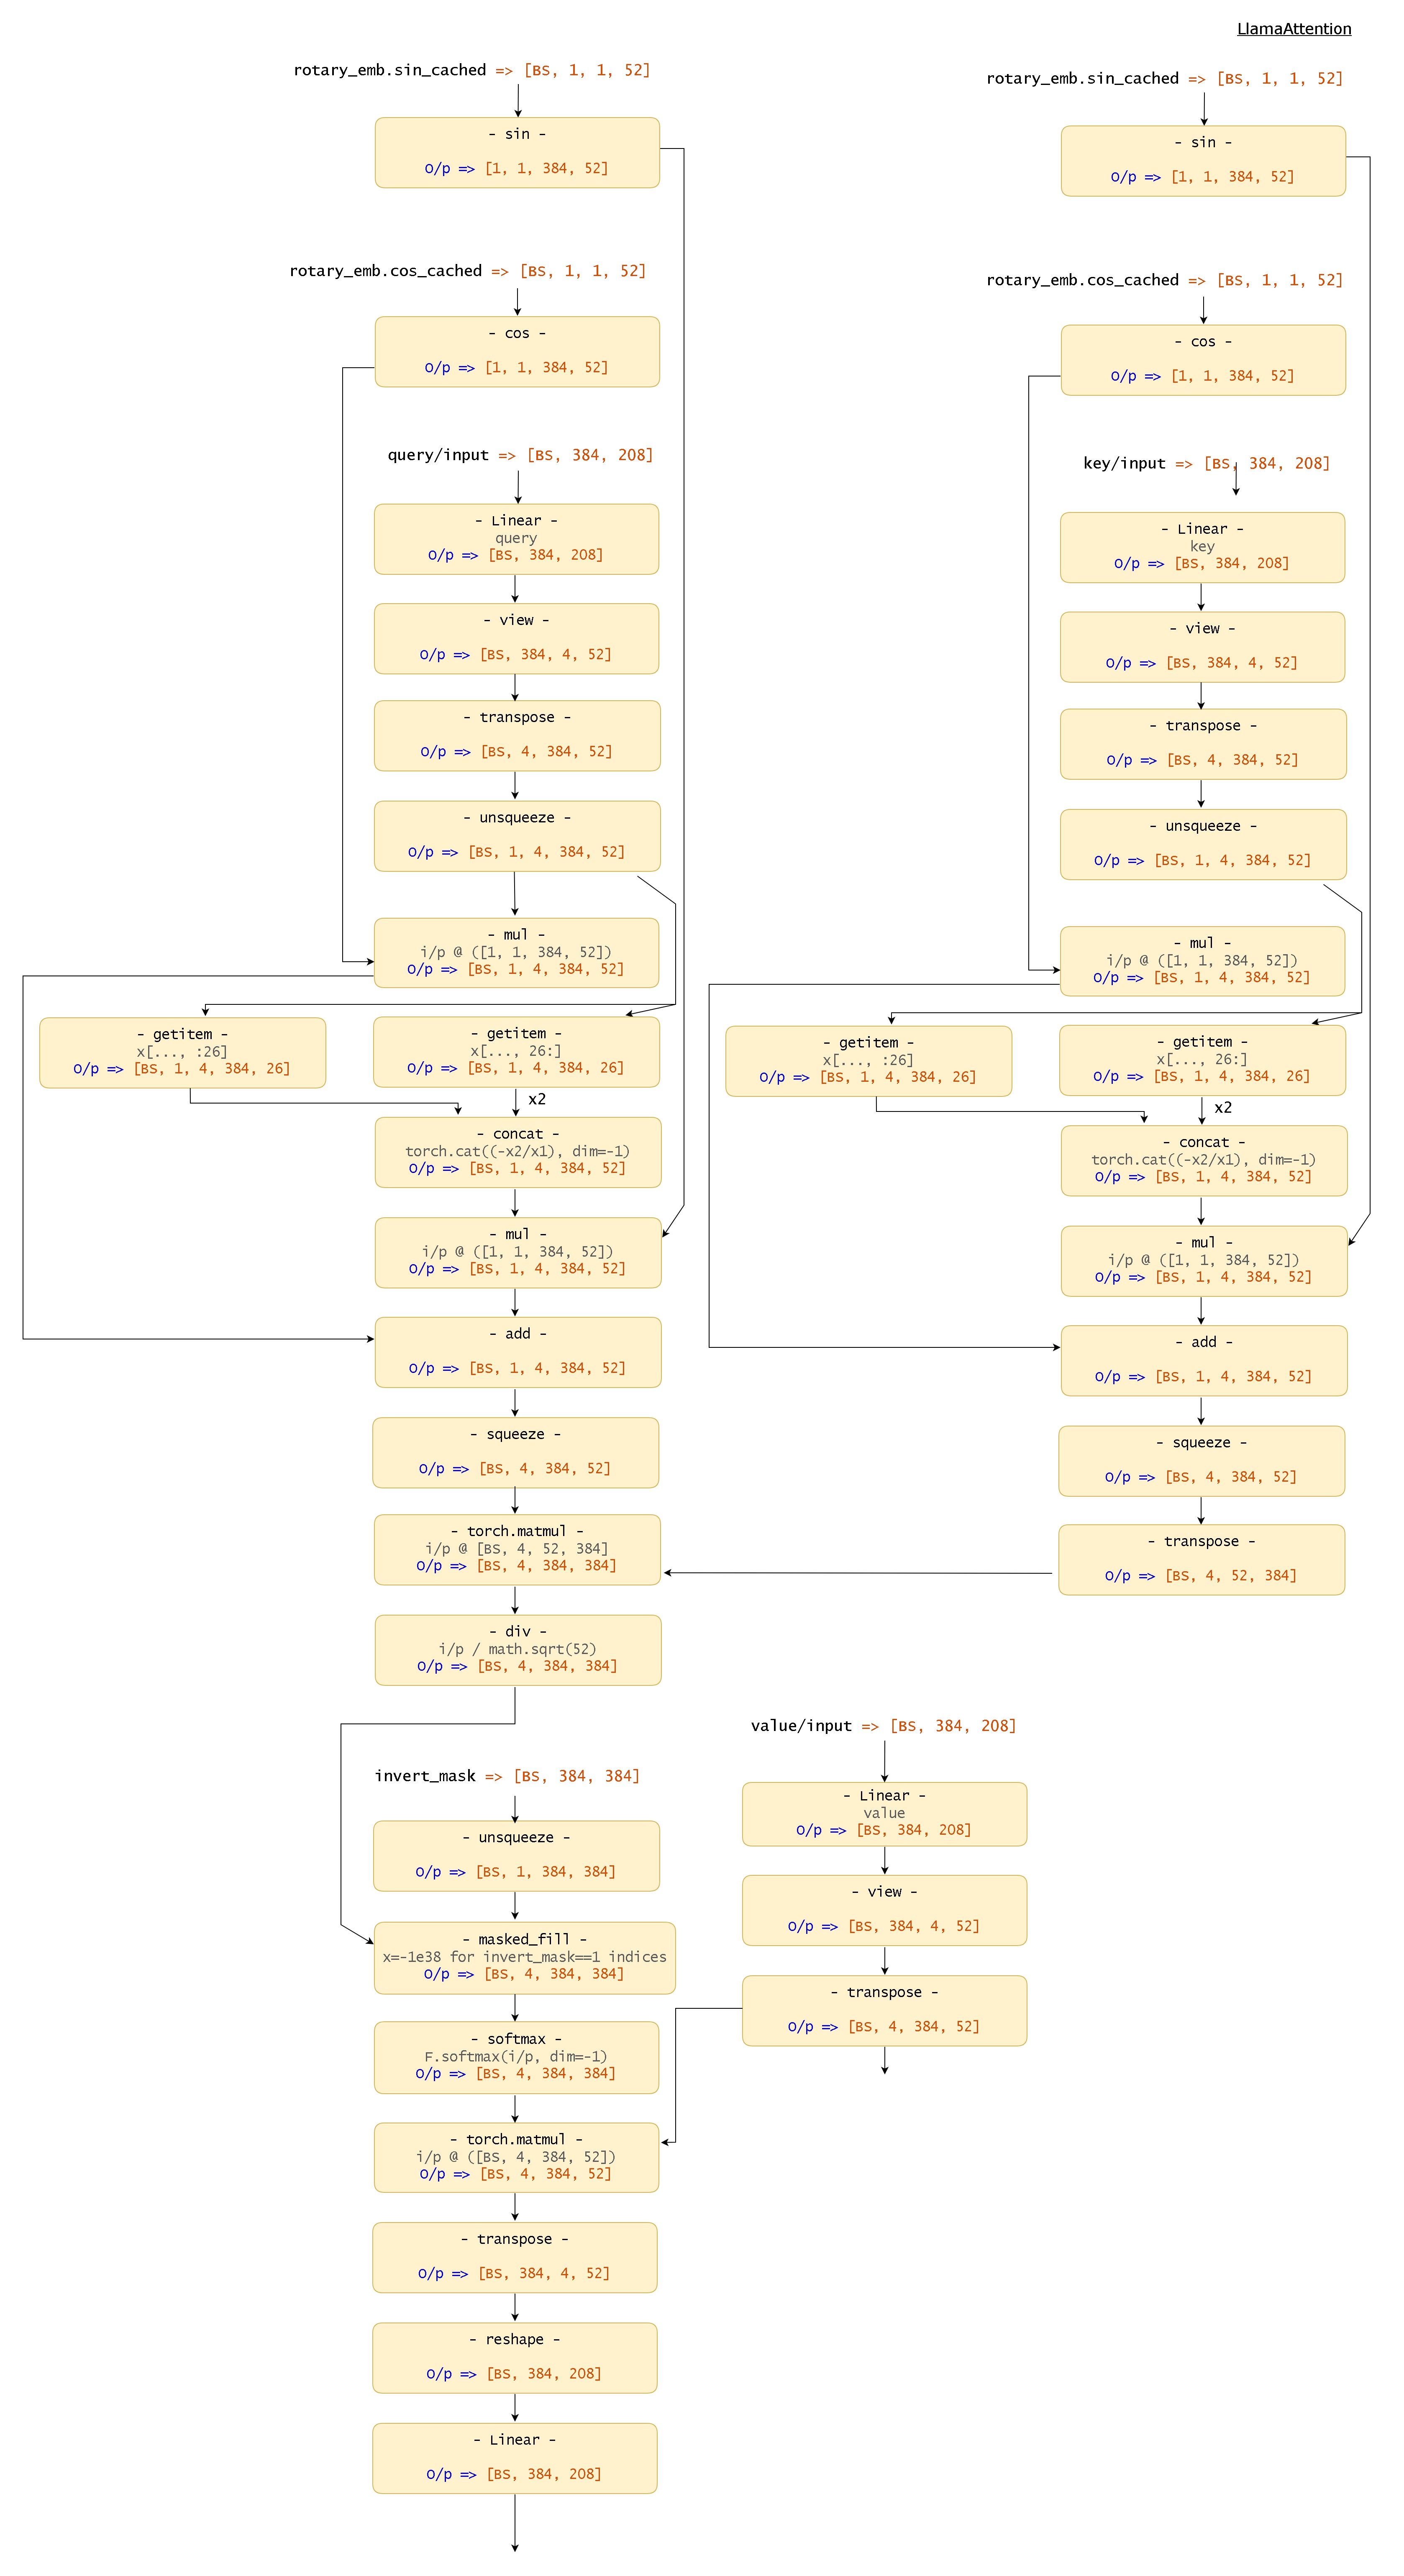 LlamaAttention
rotary_emb.sin_cached => [BS, 1, 1, 52]
- sin -
O/p => [1, 1, 384, 52]
rotary_emb.cos_cached => [BS, 1, 1, 52]
- cos -
O/p => [1, 1, 384, 52]
query/input => [BS, 384, 208]
- Linear -
query
O/p => [BS, 384, 208]
- view -
O/p => [BS, 384, 4, 52]
- transpose -
O/p => [BS, 4, 384, 52]
- unsqueeze -
O/p => [BS, 1, 4, 384, 52]
- mul -
i/p @ ([1, 1, 384, 52])
O/p => [BS, 1, 4, 384, 52]
- getitem -
x[..., :26]
O/p => [BS, 1, 4, 384, 26]
- getitem -
x[..., 26:]
O/p => [BS, 1, 4, 384, 26]
x2
- concat -
torch.cat((-x2/x1), dim=-1)
O/p => [BS, 1, 4, 384, 52]
- mul -
i/p @ ([1, 1, 384, 52])
O/p => [BS, 1, 4, 384, 52]
- add -
O/p => [BS, 1, 4, 384, 52]
- squeeze -
O/p => [BS, 4, 384, 52]
- torch.matmul -
i/p @ [BS, 4, 52, 384]
O/p => [BS, 4, 384, 384]
- div -
i/p / math.sqrt(52)
O/p => [BS, 4, 384, 384]
invert_mask => [BS, 384, 384]
- unsqueeze -
O/p => [BS, 1, 384, 384]
- masked_fill -
x=-1e38 for invert_mask==1 indices
O/p => [BS, 4, 384, 384]
- softmax -
F.softmax(i/p, dim=-1)
O/p => [BS, 4, 384, 384]
- torch.matmul -
i/p @ ([BS, 4, 384, 52])
O/p => [BS, 4, 384, 52]
- transpose -
O/p => [BS, 384, 4, 52]
- reshape -
O/p => [BS, 384, 208]
- Linear -
O/p => [BS, 384, 208]
rotary_emb.sin_cached => [BS, 1, 1, 52]
- sin -
O/p => [1, 1, 384, 52]
rotary_emb.cos_cached => [BS, 1, 1, 52]
- cos -
O/p => [1, 1, 384, 52]
key/input => [BS, 384, 208]
- Linear -
key
O/p => [BS, 384, 208]
- view -
O/p => [BS, 384, 4, 52]
- transpose -
O/p => [BS, 4, 384, 52]
- unsqueeze -
O/p => [BS, 1, 4, 384, 52]
- mul -
i/p @ ([1, 1, 384, 52])
O/p => [BS, 1, 4, 384, 52]
- getitem -
x[..., :26]
O/p => [BS, 1, 4, 384, 26]
- getitem -
x[..., 26:]
O/p => [BS, 1, 4, 384, 26]
x2
- concat -
torch.cat((-x2/x1), dim=-1)
O/p => [BS, 1, 4, 384, 52]
- mul -
i/p @ ([1, 1, 384, 52])
O/p => [BS, 1, 4, 384, 52]
- add -
O/p => [BS, 1, 4, 384, 52]
- squeeze -
O/p => [BS, 4, 384, 52]
- transpose -
O/p => [BS, 4, 52, 384]
value/input => [BS, 384, 208]
- Linear -
value
O/p => [BS, 384, 208]
- view -
O/p => [BS, 384, 4, 52]
- transpose -
O/p => [BS, 4, 384, 52]